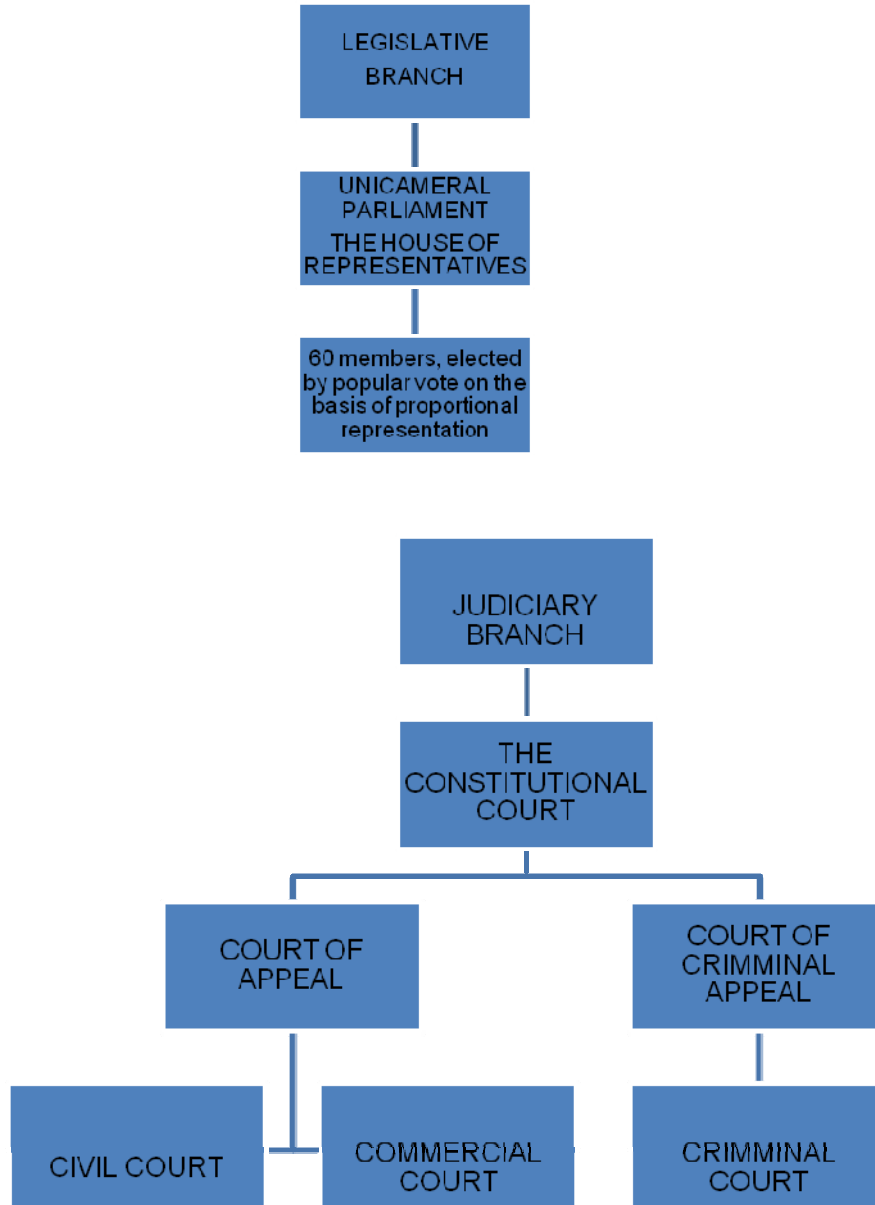 LEGISLATIVE
BRANCH
UNICAMERAL
PARLIAMENT
THE HOUSE OF
REPRESENTATIVES
60 members, elected
by popular vote on the
basis of proportional
representation
JUDICIARY
BRANCH
THE
CONSTITUTIONAL
COURT
COURT OF
APPEAL
COURT OF
CRIMMINAL
APPEAL
CIVIL COURT
COMMERCIAL
COURT
CRIMMINAL
COURT